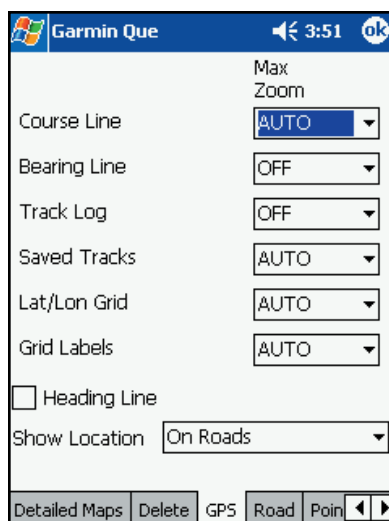 Garmin Que 3:51 ok
Max
Zoom
Course Line AUTO
Bearing Line OFF
Track Log OFF
Saved Tracks AUTO
Lat/Lon Grid AUTO
Grid Labels AUTO
Heading Line
Show Location On Roads
Detailed Maps Delete GPS Road Poin